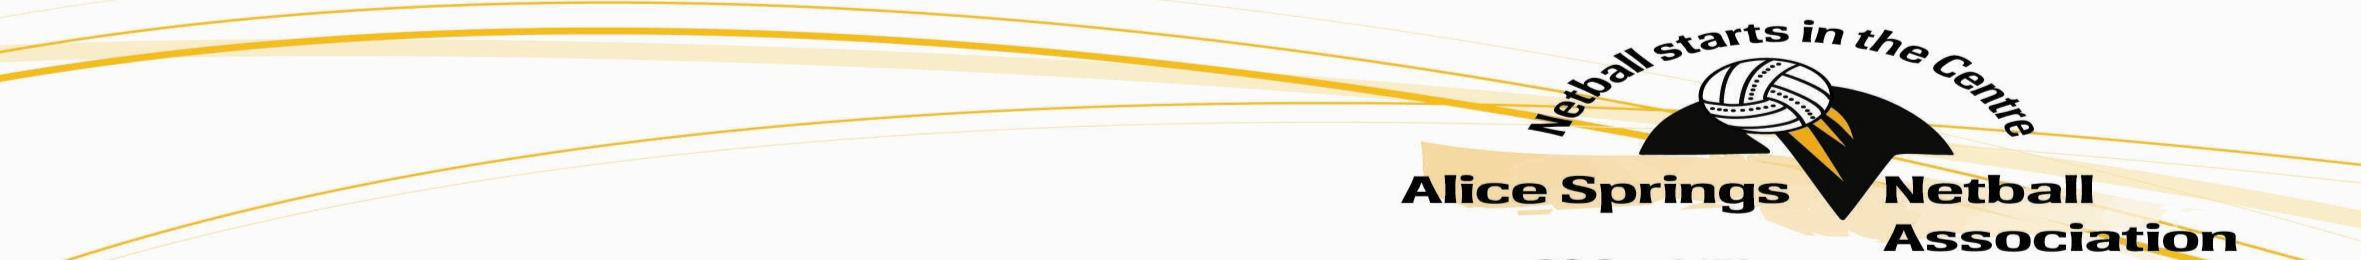 Netball starts in the Centre
Alice Springs Netball
Association